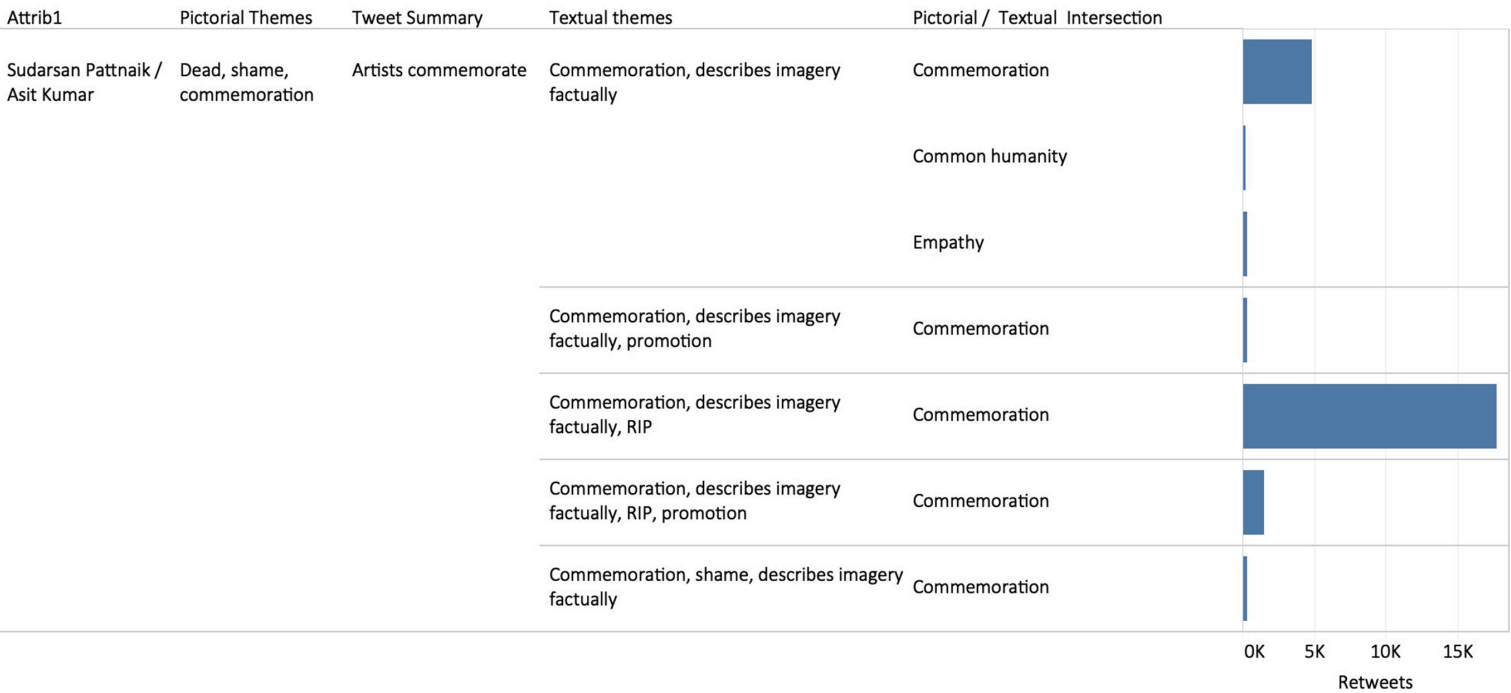 Attrib1 Pictorial Themes Tweet Summary Textual themes Pictorial / Textual Intersection
Sudarsan Pattnaik / Dead, shame, Artists commemorate Commemoration, describes imagery Commemoration
Asit Kumar commemoration factually
Common humanity
Empathy
Commemoration, describes imagery
factually, promotion
Commemoration
Commemoration, describes imagery
factually, RIP
Commemoration
Commemoration, describes imagery
factually, RIP, promotion
Commemoration
Commemoration, shame, describes imagery
factually
Commemoration
0K 5K 10K 15K
Retweets